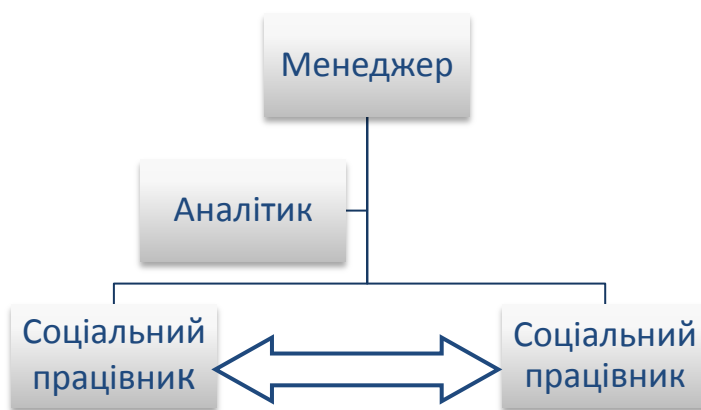 Менеджер
Аналітик
Соціальний
працівник
Соціальний
працівник